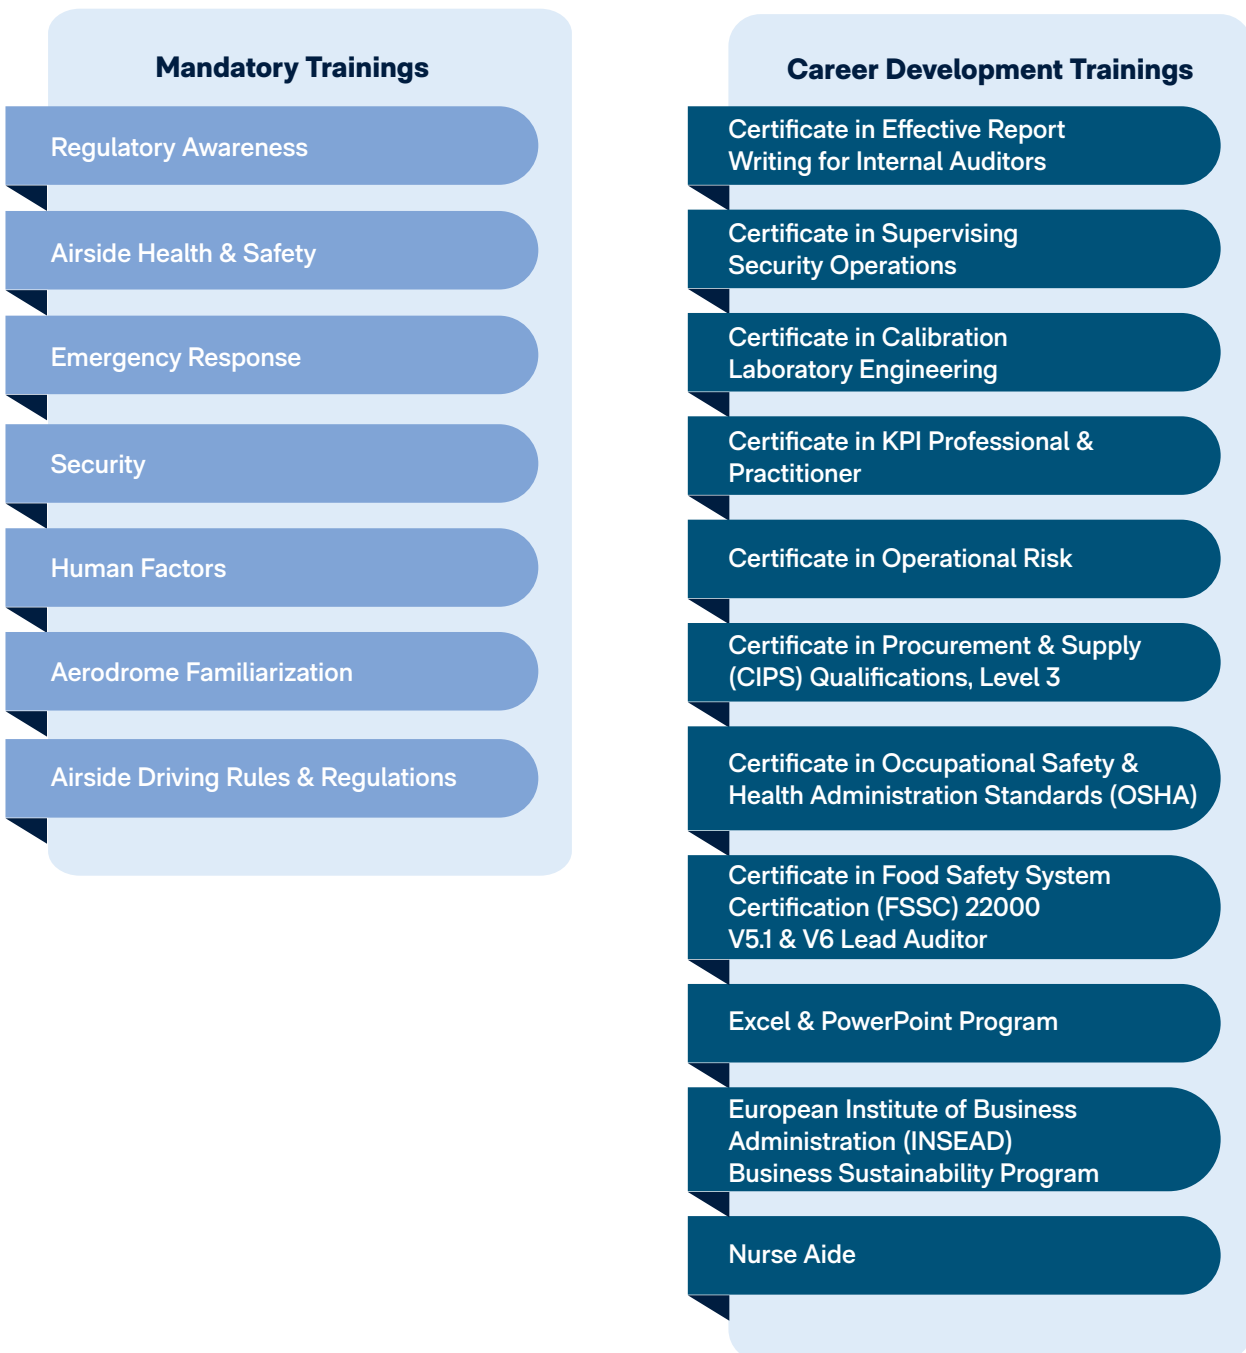 Mandatory Trainings
Regulatory Awareness
Airside Health & Safety
Emergency Response
Security
Human Factors
Aerodrome Familiarization
Airside Driving Rules & Regulations
Career Development Trainings
Certificate in Effective Report
Writing for Internal Auditors
Certificate in Supervising
Security Operations
Certificate in Calibration
Laboratory Engineering
Certificate in KPI Professional &
Practitioner
Certificate in Operational Risk
Certificate in Procurement & Supply
(CIPS) Qualifications, Level 3
Certificate in Occupational Safety &
Health Administration Standards (OSHA)
Certificate in Food Safety System
Certification (FSSC) 22000
V5.1 & V6 Lead Auditor
Excel & PowerPoint Program
European Institute of Business
Administration (INSEAD)
Business Sustainability Program
Nurse Aide